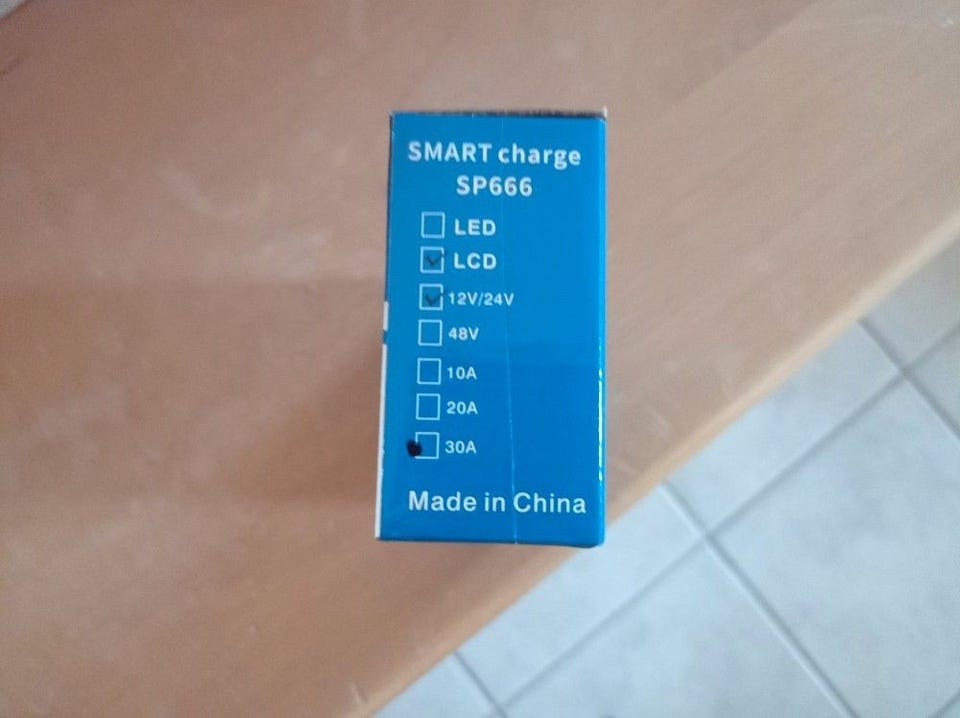 SMART charge
SP666
LED
LCD
12V/24V
48V
10A
20A
30A
Made in China